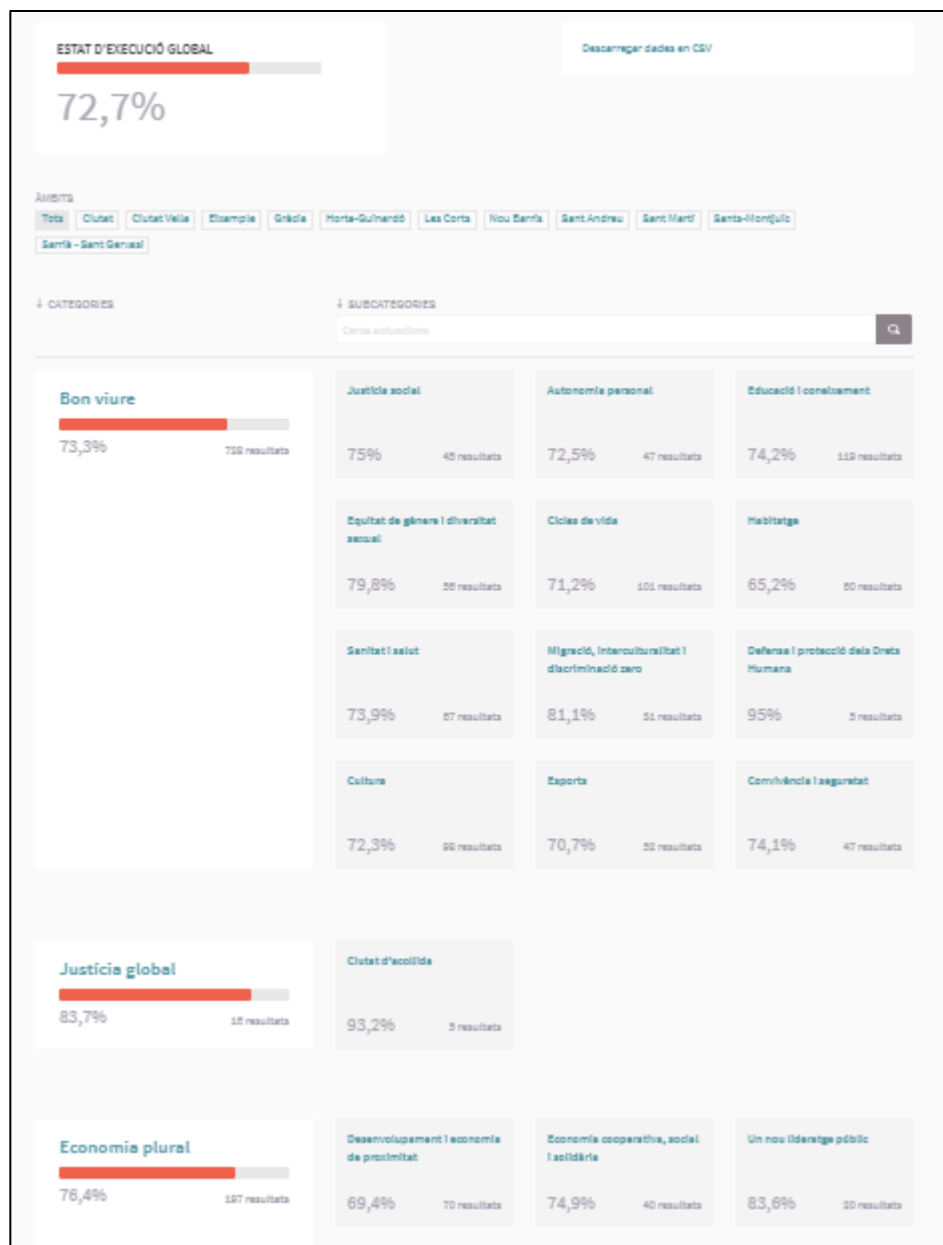 ESTAT D'EXECUCIÓ GLOBAL
72,7%
Descarregar dades en CSV
ÀMBITS
Tots Ciutat Ciutat Vella Eixample Gràcia Horta-Guinardó Les Corts Nou Barris Sant Andreu Sant Martí Sants-Montjuïc
Sarrià - Sant Gervasi
↓ CATEGORIES
↓ SUBCATEGORIES
Cerca actuacions
Bon viure
73,3%
resultats
Justícia social
75%
resultats
Autonomia personal
72,5%
47 resultats
Educació i coneixement
74,2%
119 resultats
Equitat de gènere i diversitat
sexual
79,8%
resultats
Cicles de vida
71,2%
101 resultats
Habitatge
65,2%
resultats
Sanitat i salut
73,9%
67 resultats
Migració, interculturalitat i
discriminació zero
81,1%
51 resultats
Defensa i protecció dels Drets
Humans
95%
resultats
Cultura
72,3%
resultats
Esports
70,7%
resultats
Convivència i seguretat
74,1%
47 resultats
Justícia global
83,7%
resultats
Ciutat d'acollida
93,2%
resultats
Economia plural
76,4%
197 resultats
Desenvolupament i economia
de proximitat
69,4%
70 resultats
Economia cooperativa, social
i solidària
74,9%
40 resultats
Un nou lideratge públic
83,6%
20 resultats